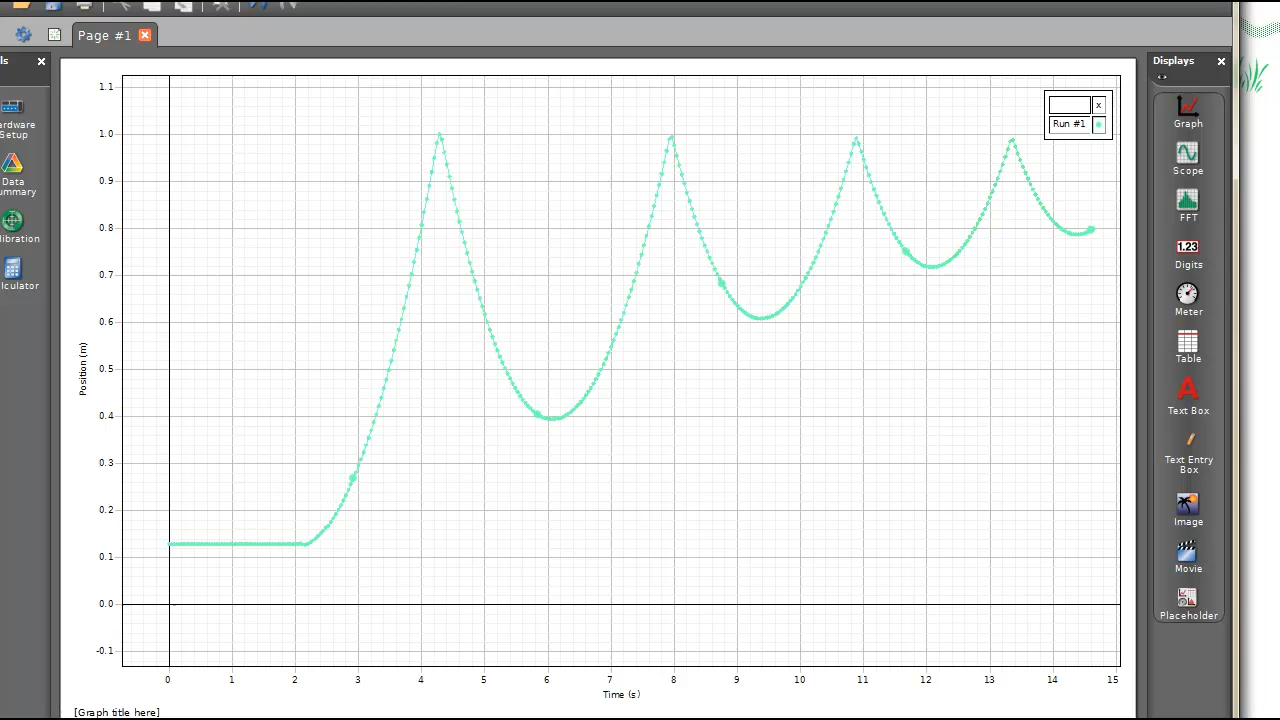 Page #1
ls
Displays
ardware
Setup
Data
ummary
libration
lculator
1.1
1.0
0.9
0.8
0.7
0.6
0.5
0.4
0.3
0.2
0.1
0.0
-0.1
Position (m)
x
Run #1
0 1 2 3 4 5 6 7 8 9 10 11 12 13 14 15
Time (s)
[Graph title here]
Graph
Scope
FFT
1.23
Digits
Meter
Table
A
Text Box
Text Entry
Box
Image
Movie
Placeholder